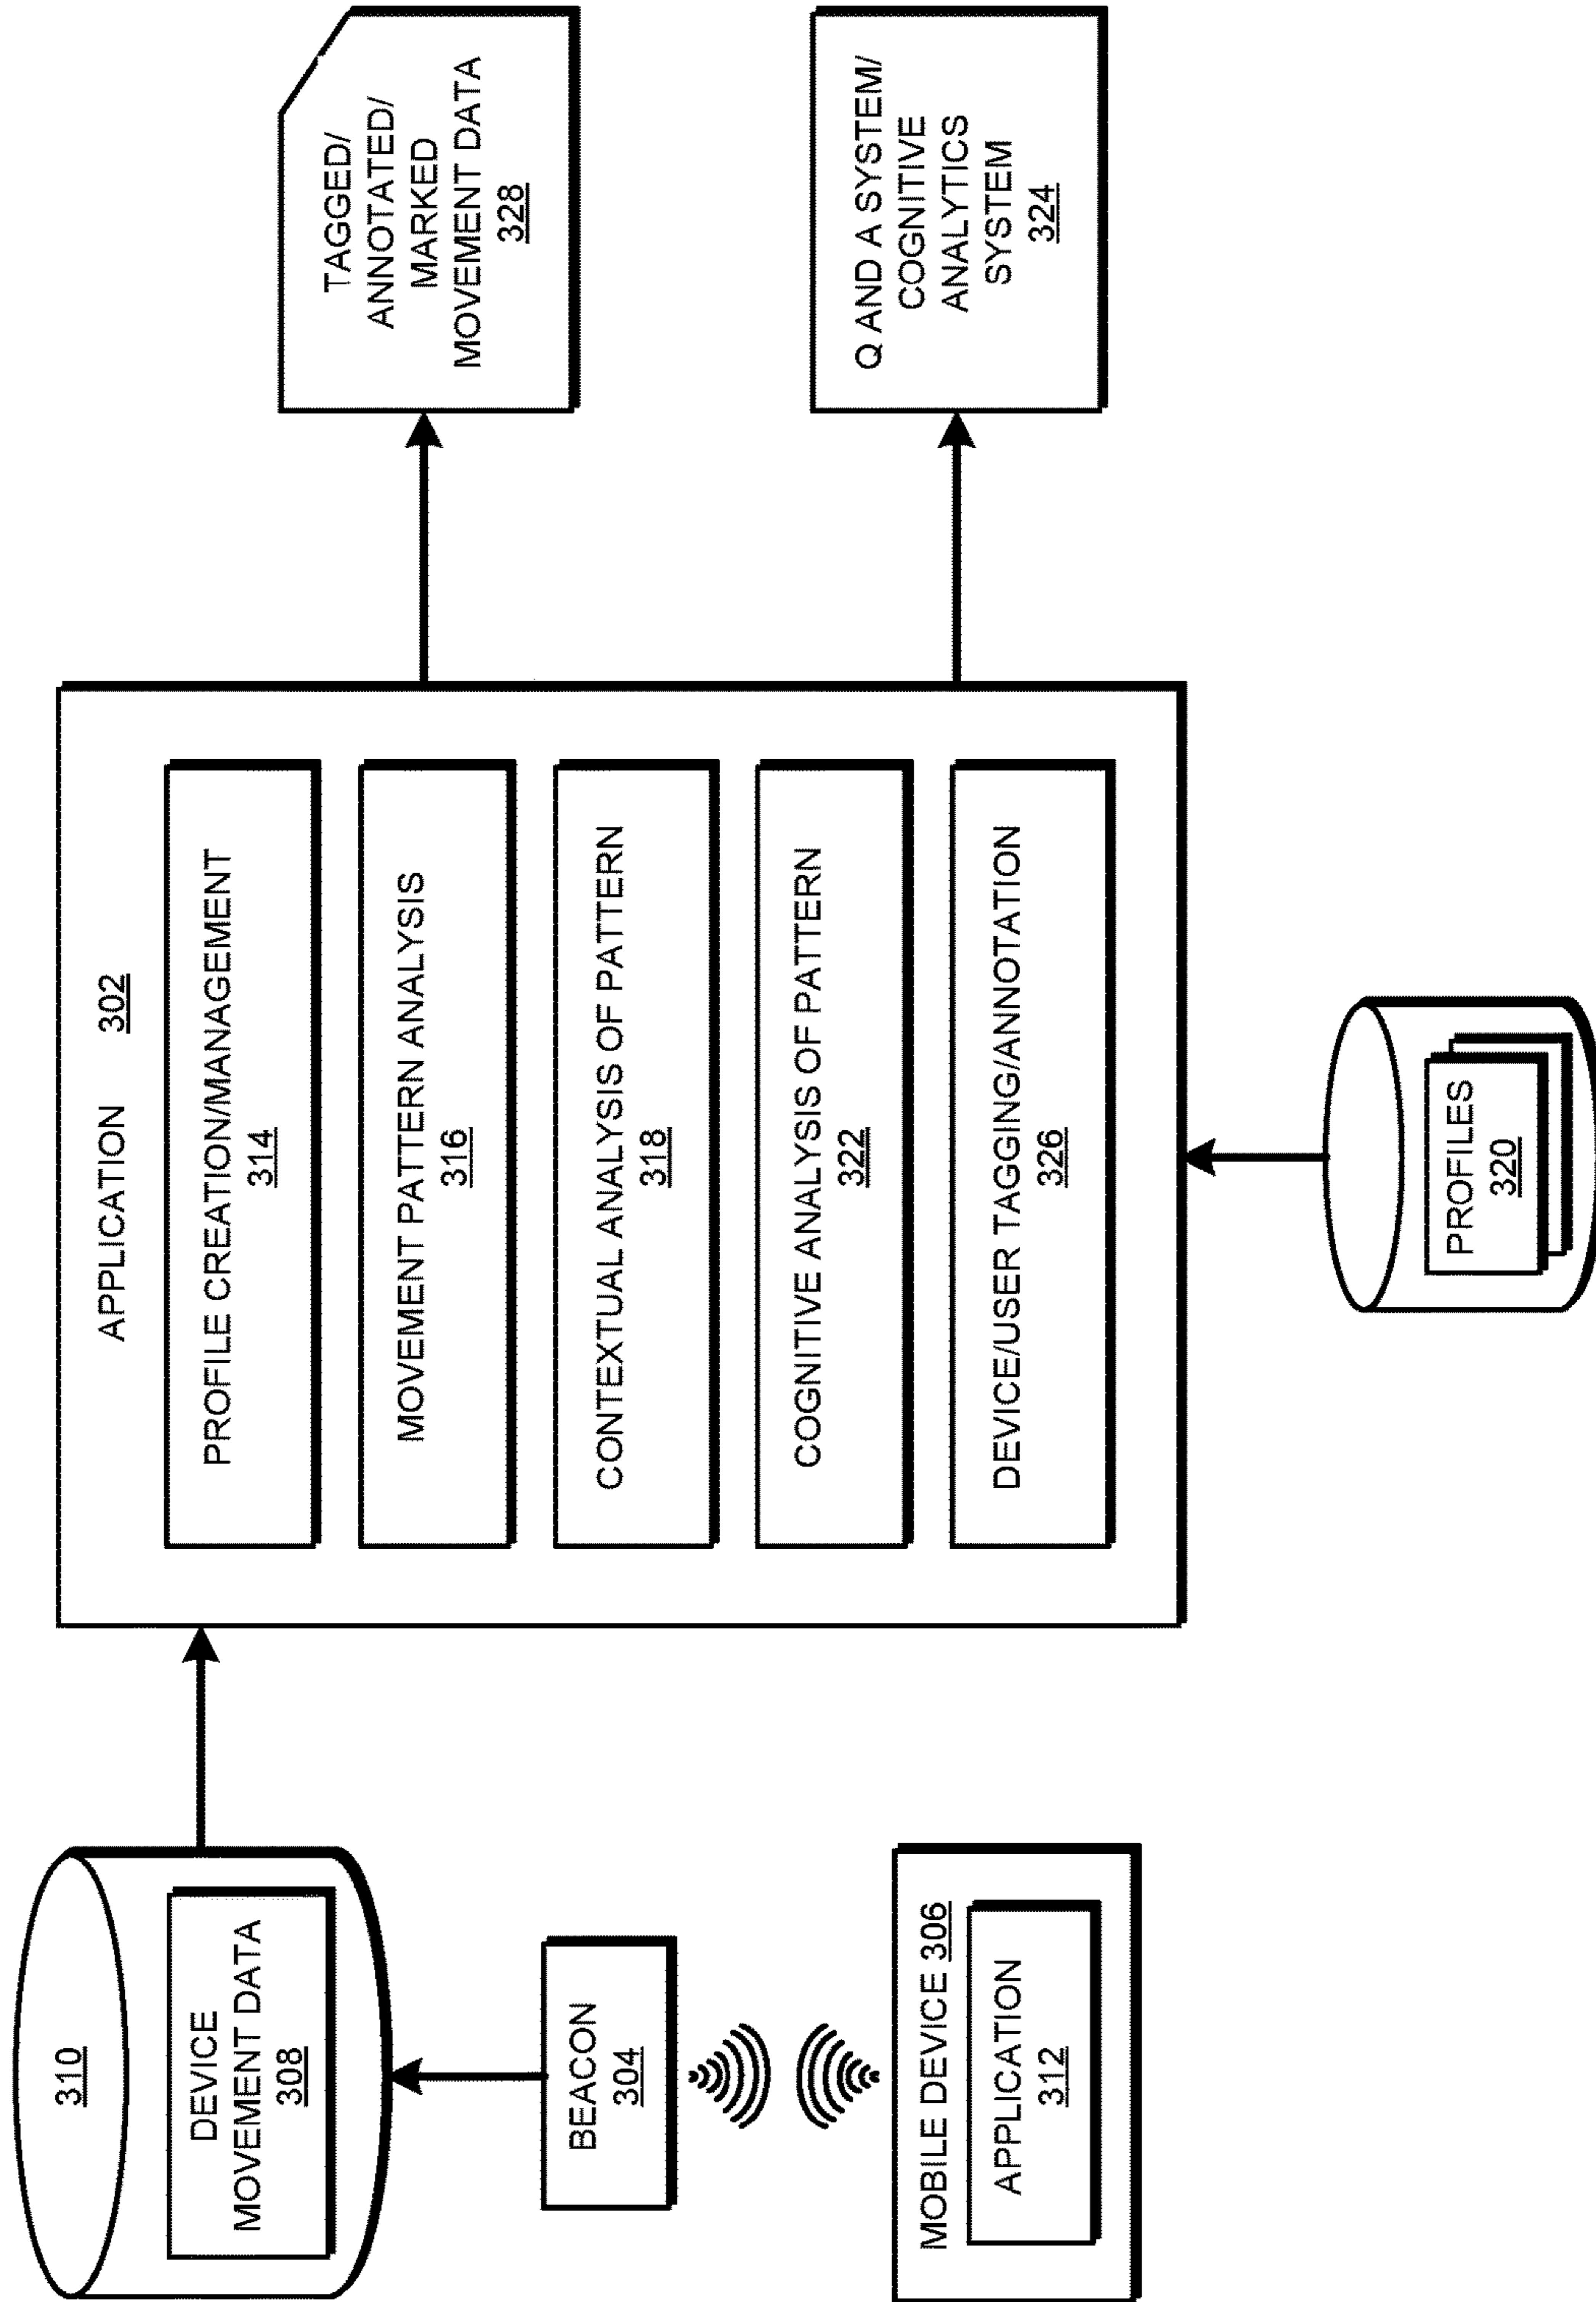 310
DEVICE
MOVEMENT DATA
308
BEACON
304
MOBILE DEVICE 306
APPLICATION
312
APPLICATION 302
PROFILE CREATION/MANAGEMENT
314
MOVEMENT PATTERN ANALYSIS
316
CONTEXTUAL ANALYSIS OF PATTERN
318
COGNITIVE ANALYSIS OF PATTERN
322
DEVICE/USER TAGGING/ANNOTATION
326
PROFILES
320
TAGGED/
ANNOTATED/
MARKED
MOVEMENT DATA
328
Q AND A SYSTEM/
COGNITIVE
ANALYTICS
SYSTEM
324